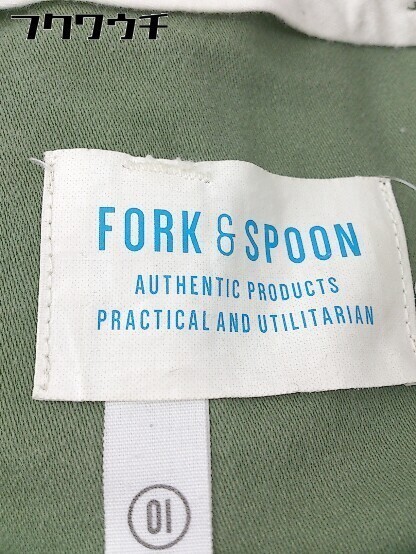 フクワウチ
FORK & SPOON
AUTHENTIC PRODUCTS
PRACTICAL AND UTILITARIAN
01